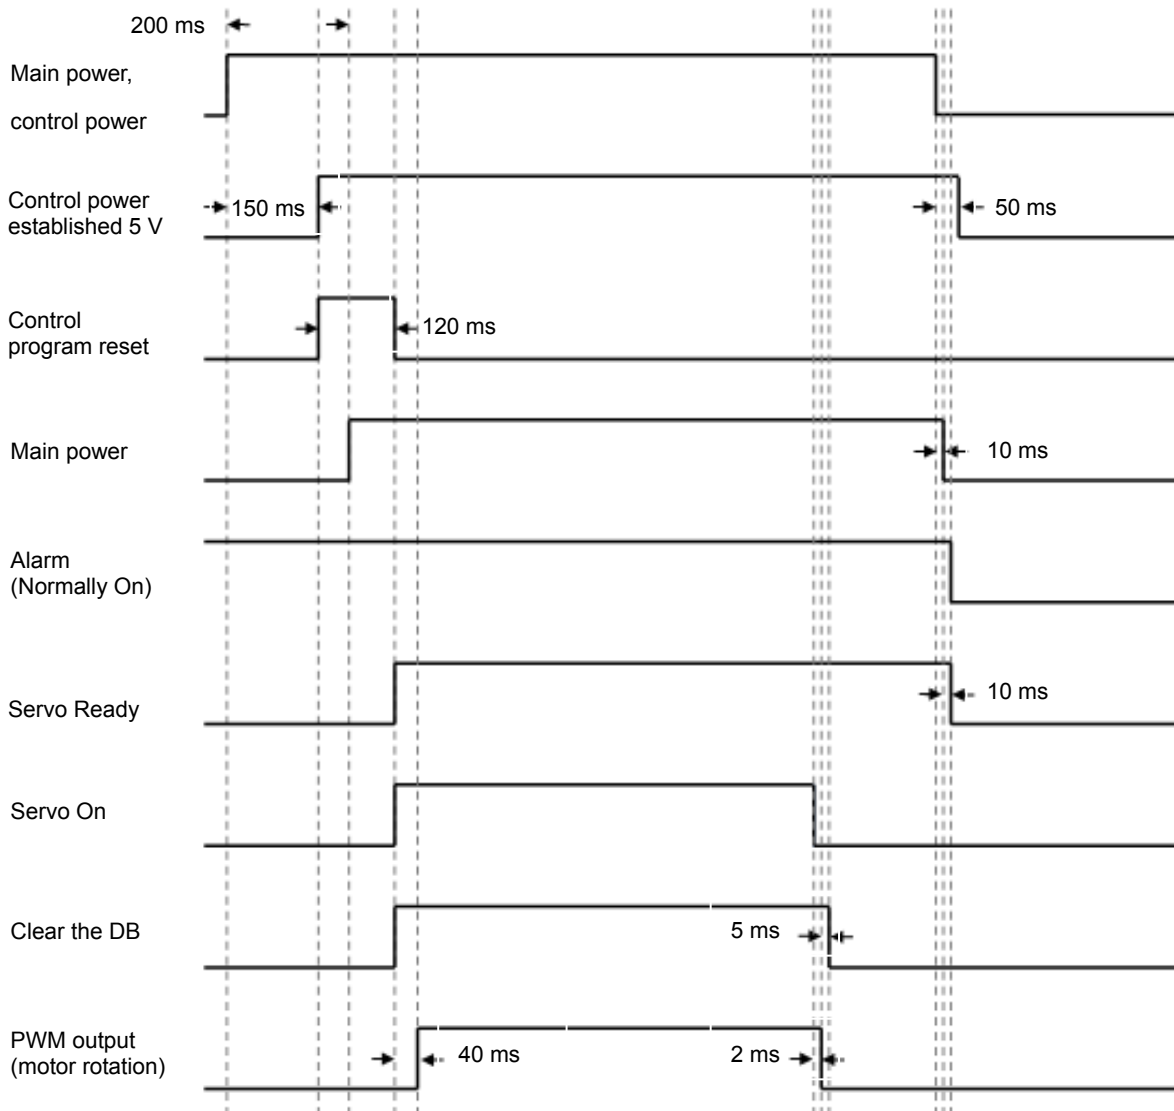 200 ms
Main power,
control power
Control power
established 5 V
150 ms
50 ms
Control
program reset
120 ms
Main power
10 ms
Alarm
(Normally On)
Servo Ready
10 ms
Servo On
Clear the DB
5 ms
PWM output
(motor rotation)
40 ms
2 ms